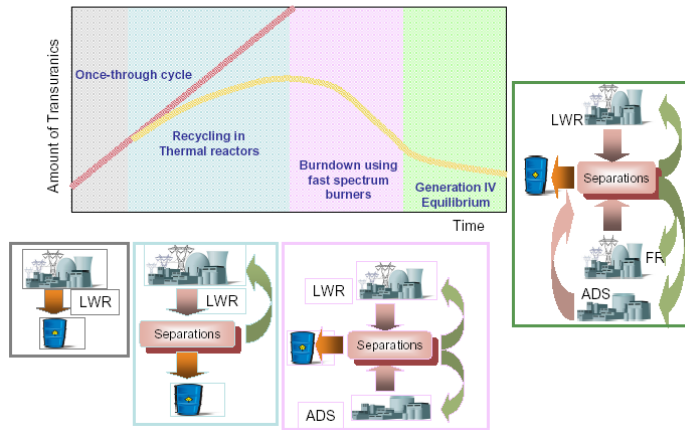 Amount of Transuranics
Once-through cycle
Recycling in
Thermal reactors
Burndown using
fast spectrum
burners
Generation IV
Equilibrium
Time
LWR
LWR
Separations
LWR
Separations
ADS
LWR
Separations
FR
ADS